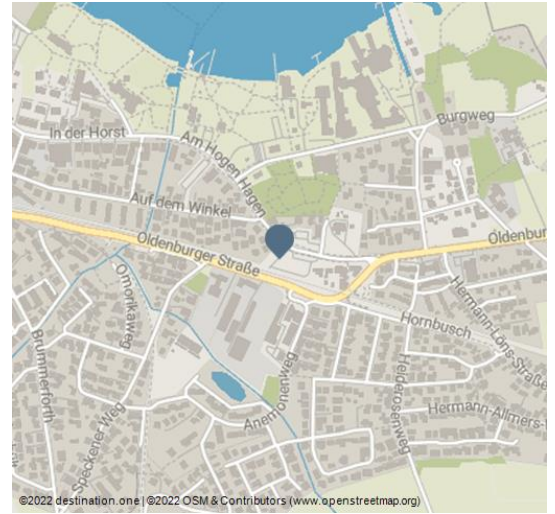 Burgweg
In der Horst
Am Hogen Hagen
Auf dem Winkel
Oldenburger Straße
Oldenbur
Omorikaweg
Brummerforth
Speckener Weg
Anemonenweg
Hornbusch
Heiderosenweg
Hermann-Löns-Straße
Hermann-Allmers-
©2022 destination.one | ©2022 OSM & Contributors (www.openstreetmap.org)